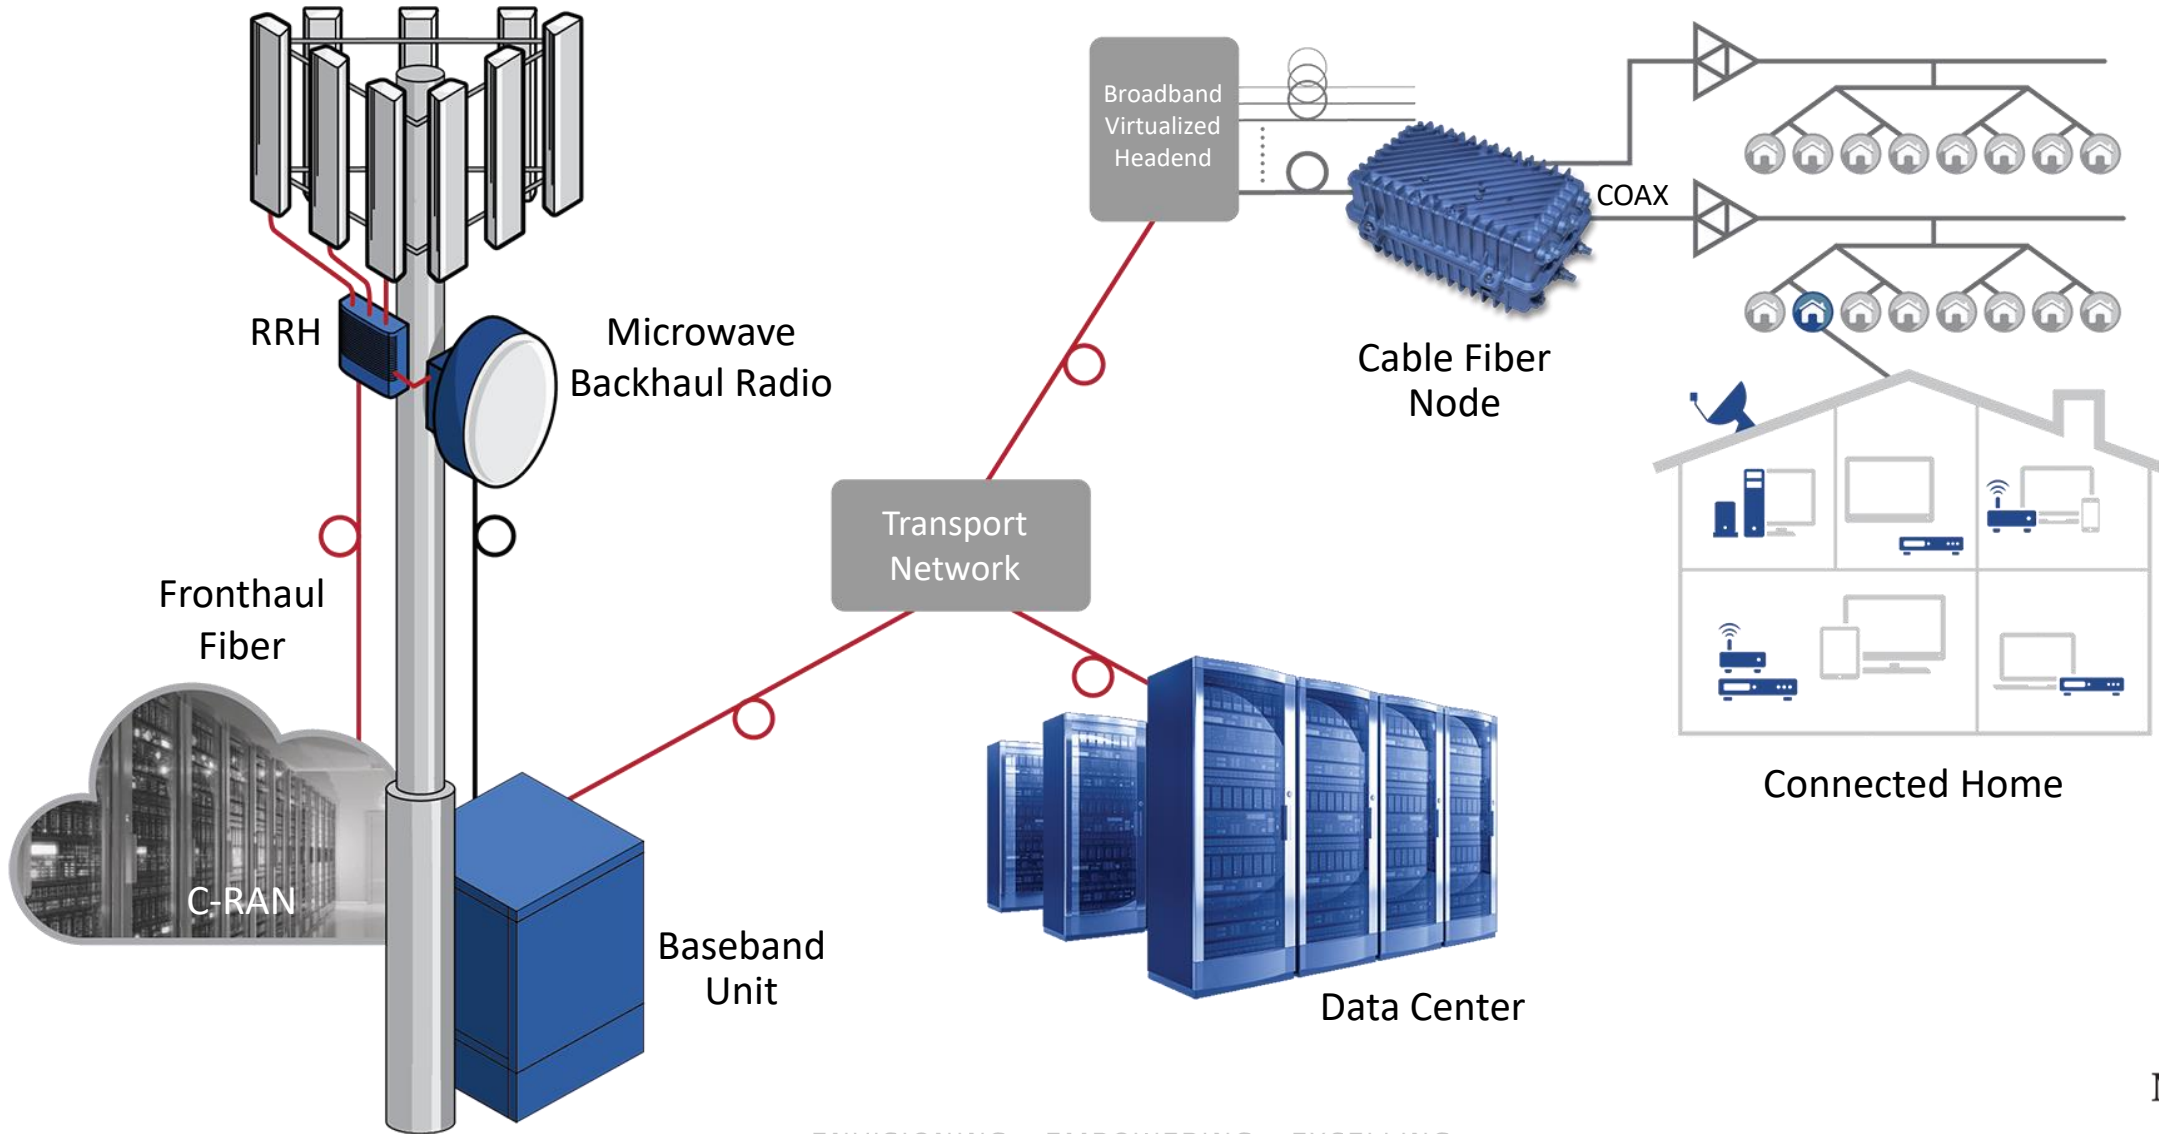 Broadband
Virtualized
Headend
COAX
RRH
Microwave
Backhaul Radio
Cable Fiber
Node
Transport
Network
Fronthaul
Fiber
Connected Home
C-RAN
Baseband
Unit
Data Center